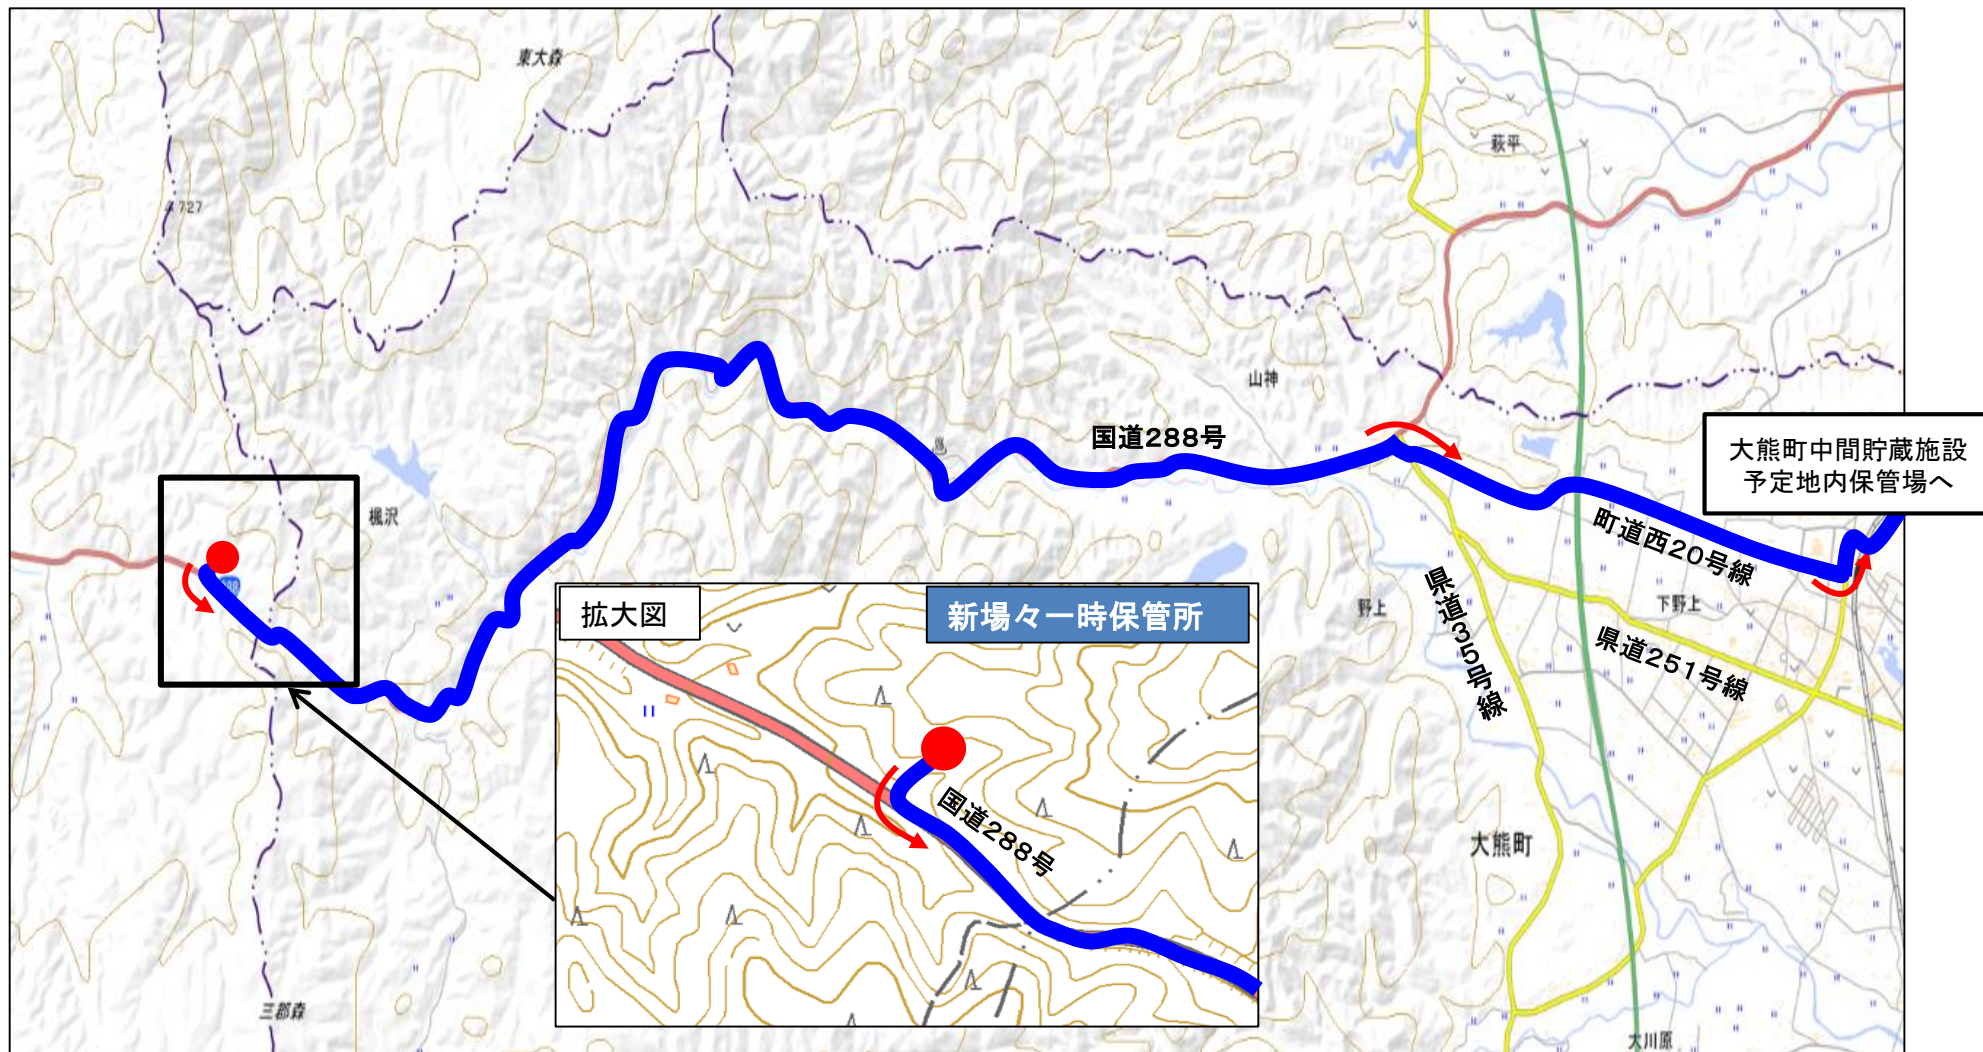 東大森
萩平
727
山神
国道288号
大熊町中間貯蔵施設
予定地内保管場へ
楓沢
町道西20号線
拡大図
新場々一時保管所
県道35号線
野上
下野上
県道251号線
国道288号
大熊町
三郡森
大川原